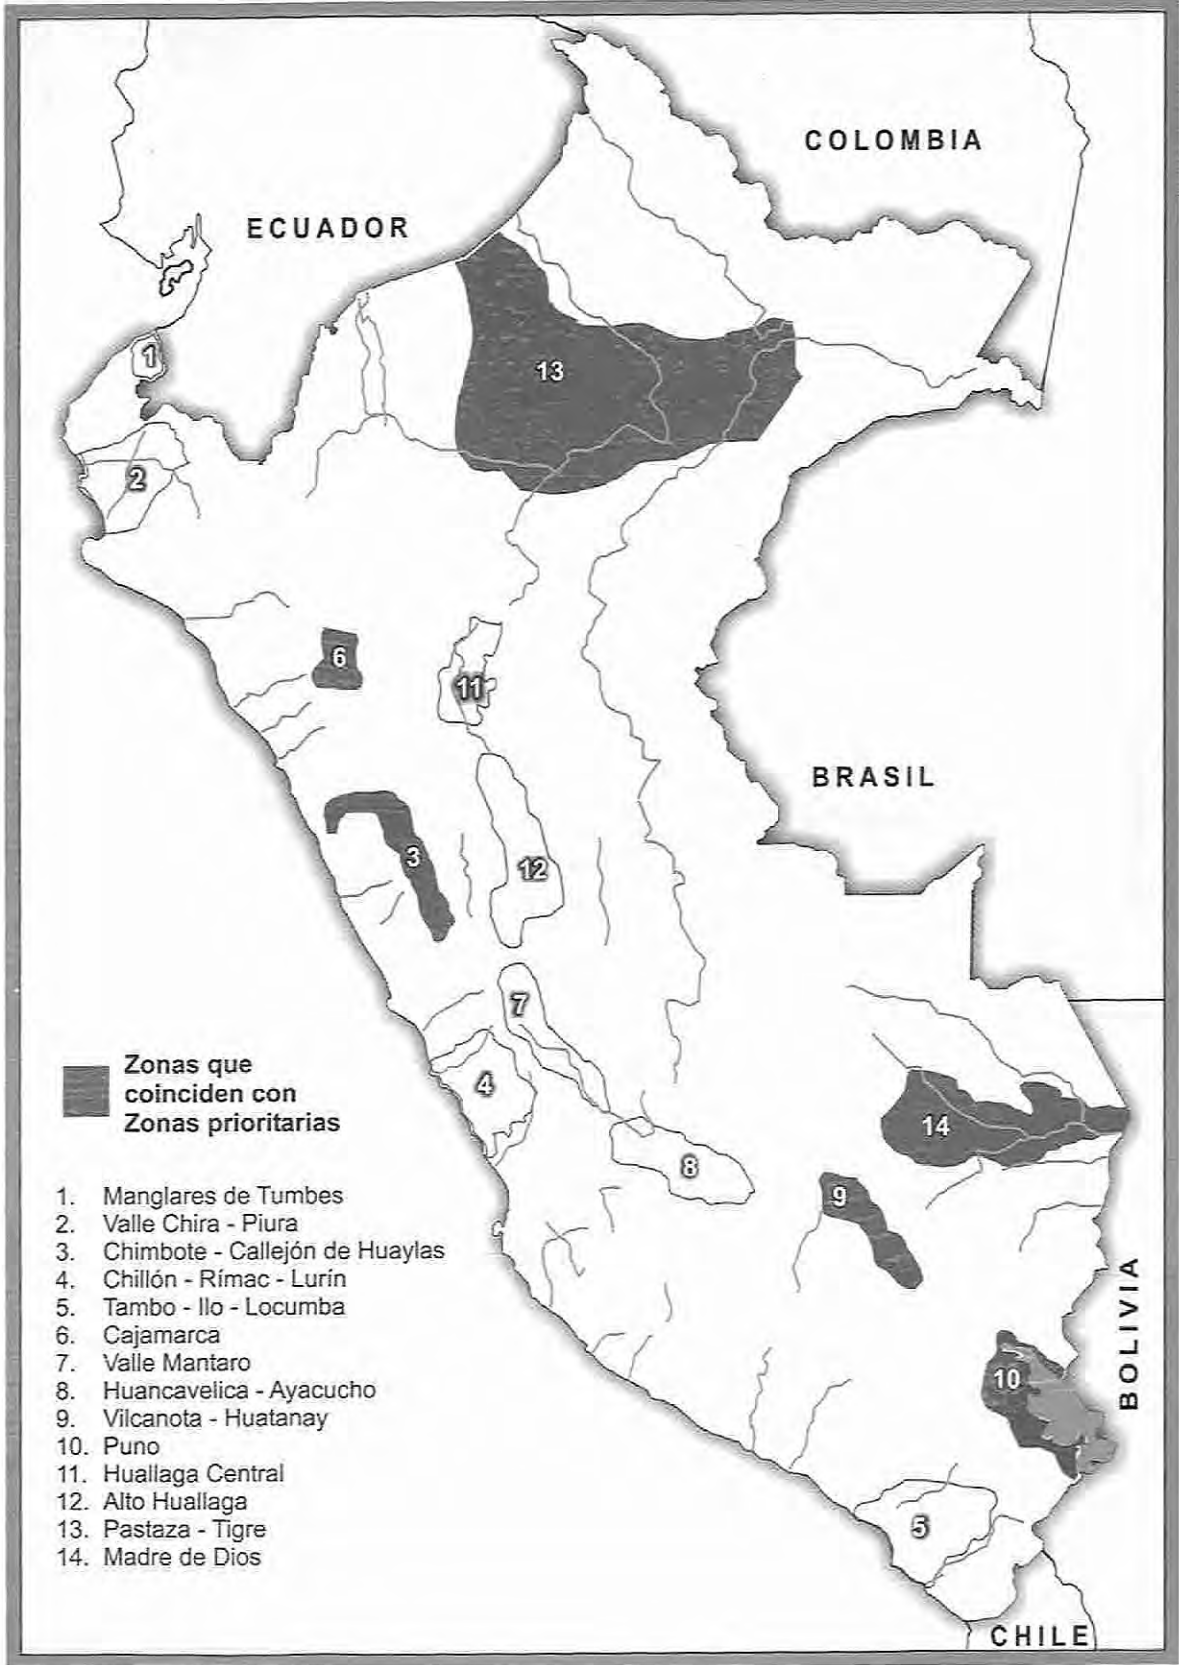 COLOMBIA
ECUADOR
1
13
2
6
11
BRASIL
3
12
7
Zonas que
coinciden con
Zonas prioritarias
4
14
8
9
1. Manglares de Tumbes
2. Valle Chira - Piura
3. Chimbote - Callejón de Huaylas
4. Chillón - Rímac - Lurín
5. Tambo - Ilo - Locumba
6. Cajamarca
7. Valle Mantaro
8. Huancavelica - Ayacucho
9. Vilcanota - Huatanay
10. Puno
11. Huallaga Central
12. Alto Huallaga
13. Pastaza - Tigre
14. Madre de Dios
BOLIVIA
10
5
CHILE